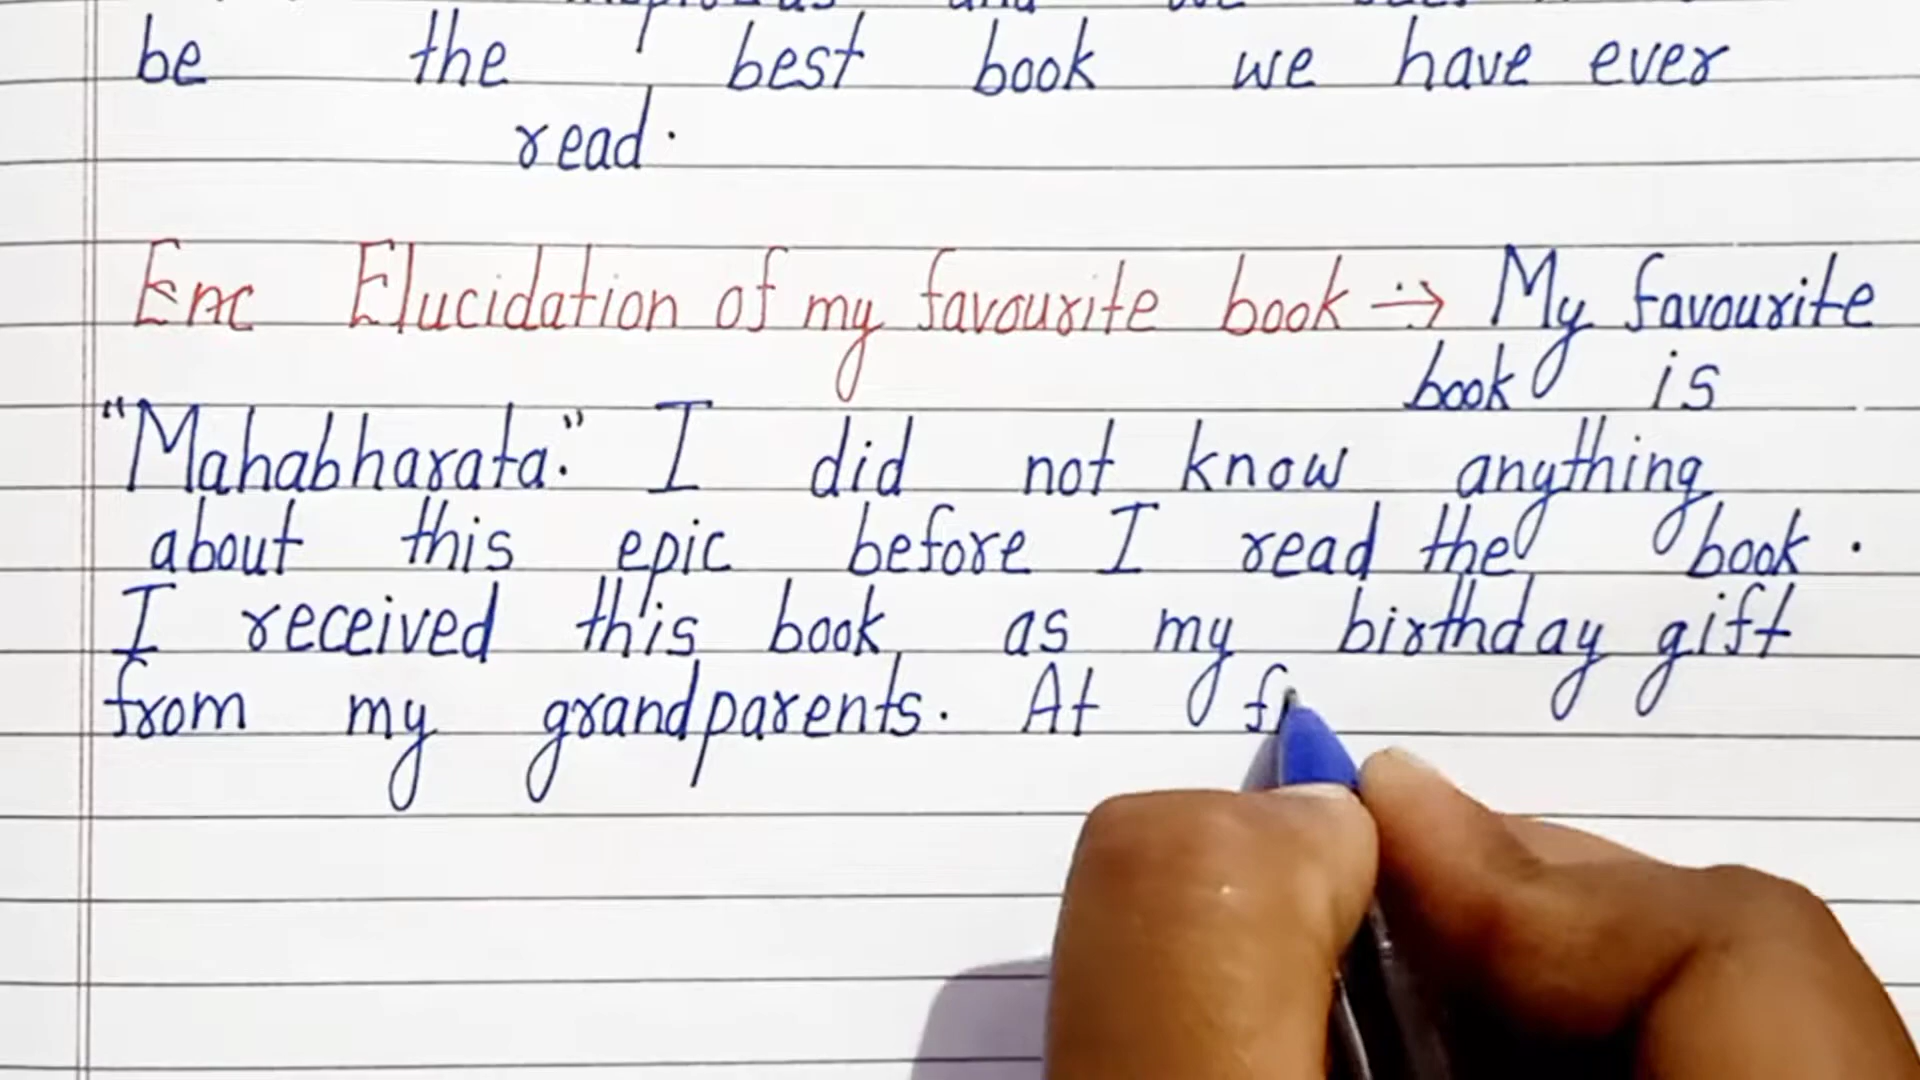 be the best book we have ever
read.
Enc Elucidation of my favourite book → My favourite
book is
"Mahabharata." I did not know anything
about this epic before I read the book.
I received this book as my birthday gift
from my grandparents. At